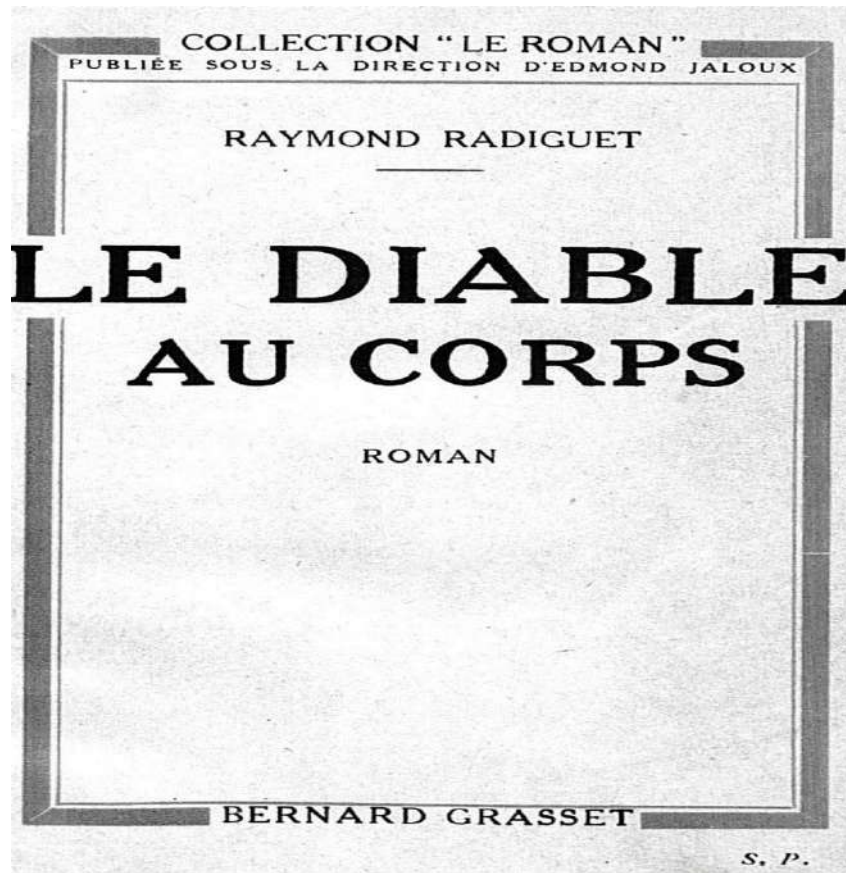 COLLECTION "LE ROMAN"
PUBLIÉE SOUS LA DIRECTION D'EDMOND JALOUX
RAYMOND RADIGUET
LE DIABLE
AU CORPS
ROMAN
BERNARD GRASSET
S. P.